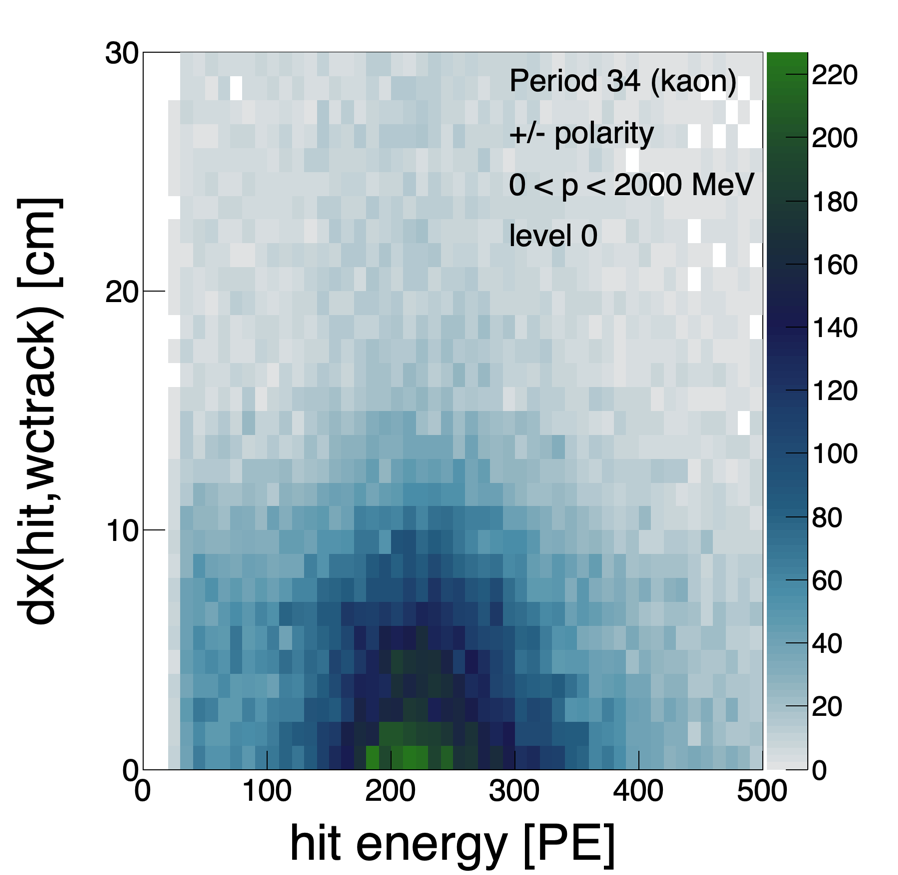 30
20
10
0
dx(hit,wctrack) [cm]
Period 34 (kaon)
+/- polarity
0 < p < 2000 MeV
level 0
220
200
180
160
140
120
100
80
60
40
20
0
0 100 200 300 400 500
hit energy [PE]